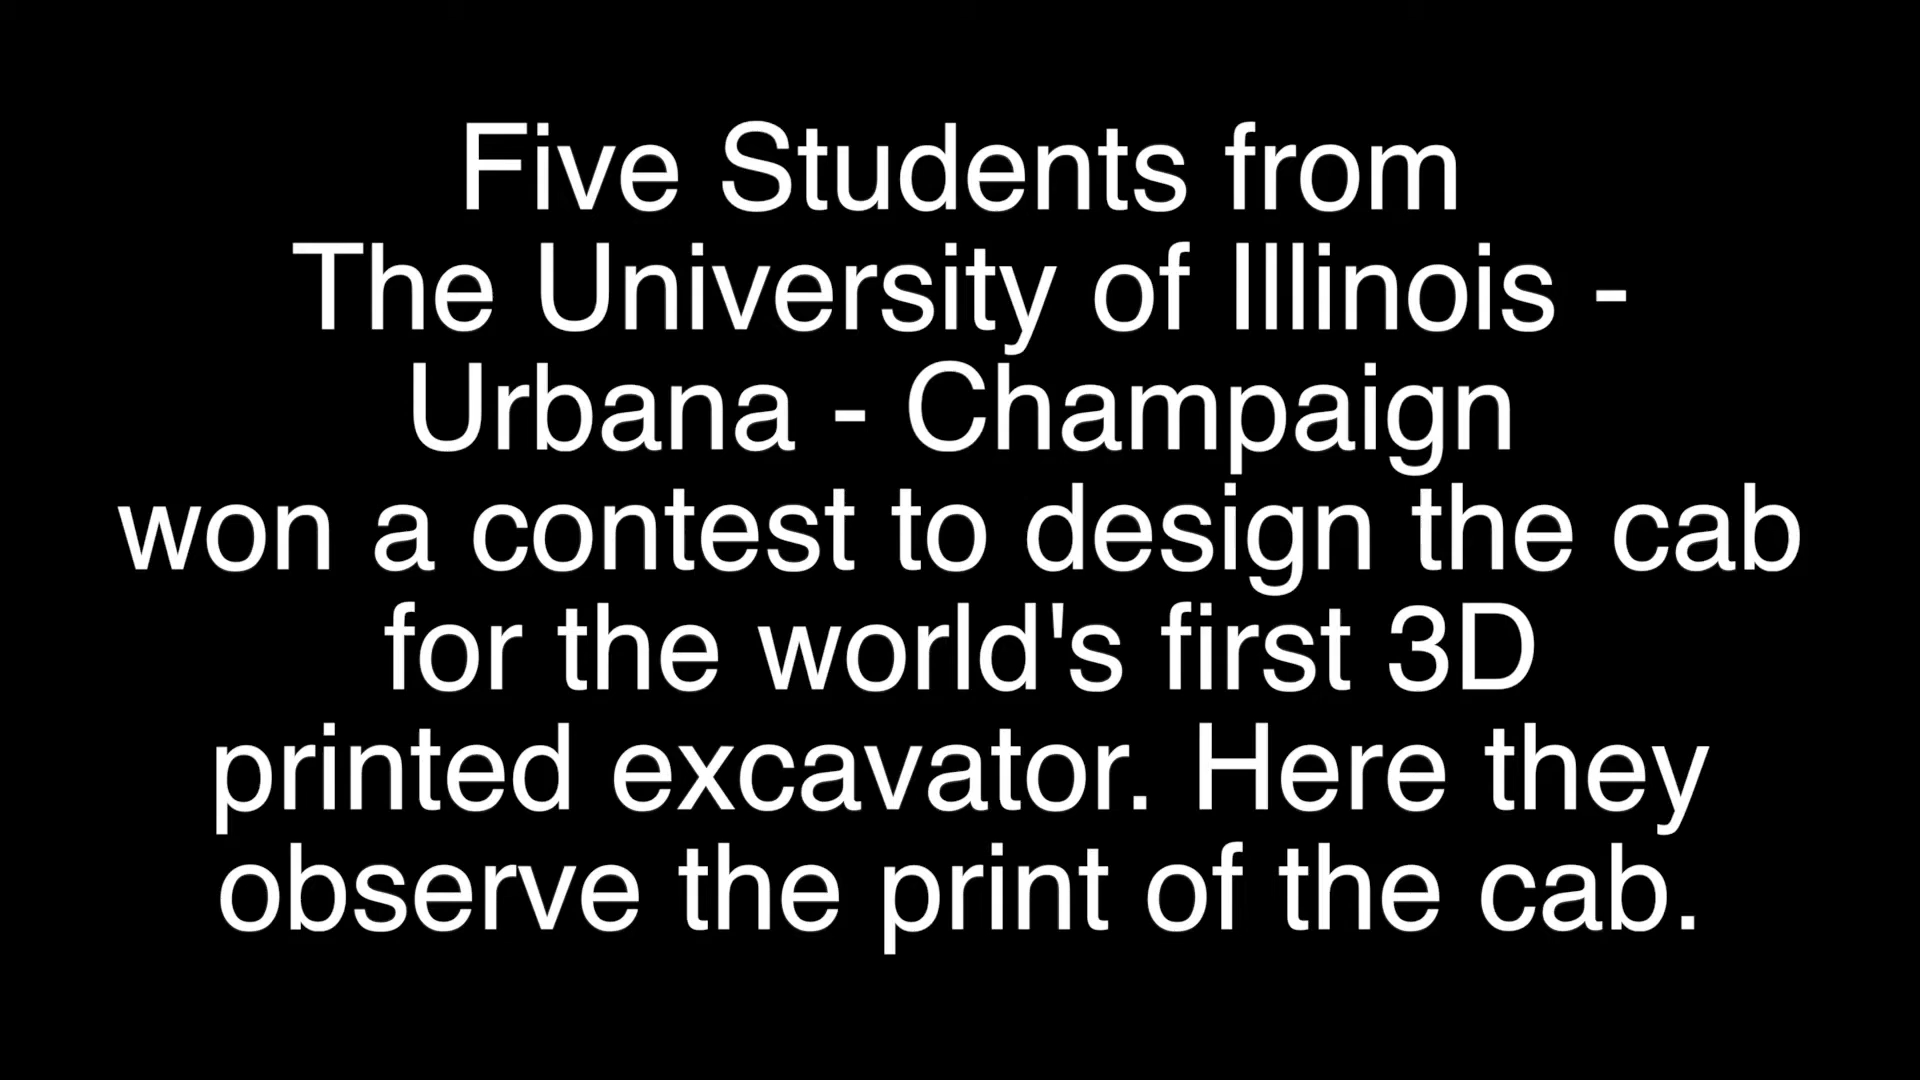 Five Students from
The University of Illinois -
Urbana - Champaign
won a contest to design the cab
for the world's first 3D
printed excavator. Here they
observe the print of the cab.